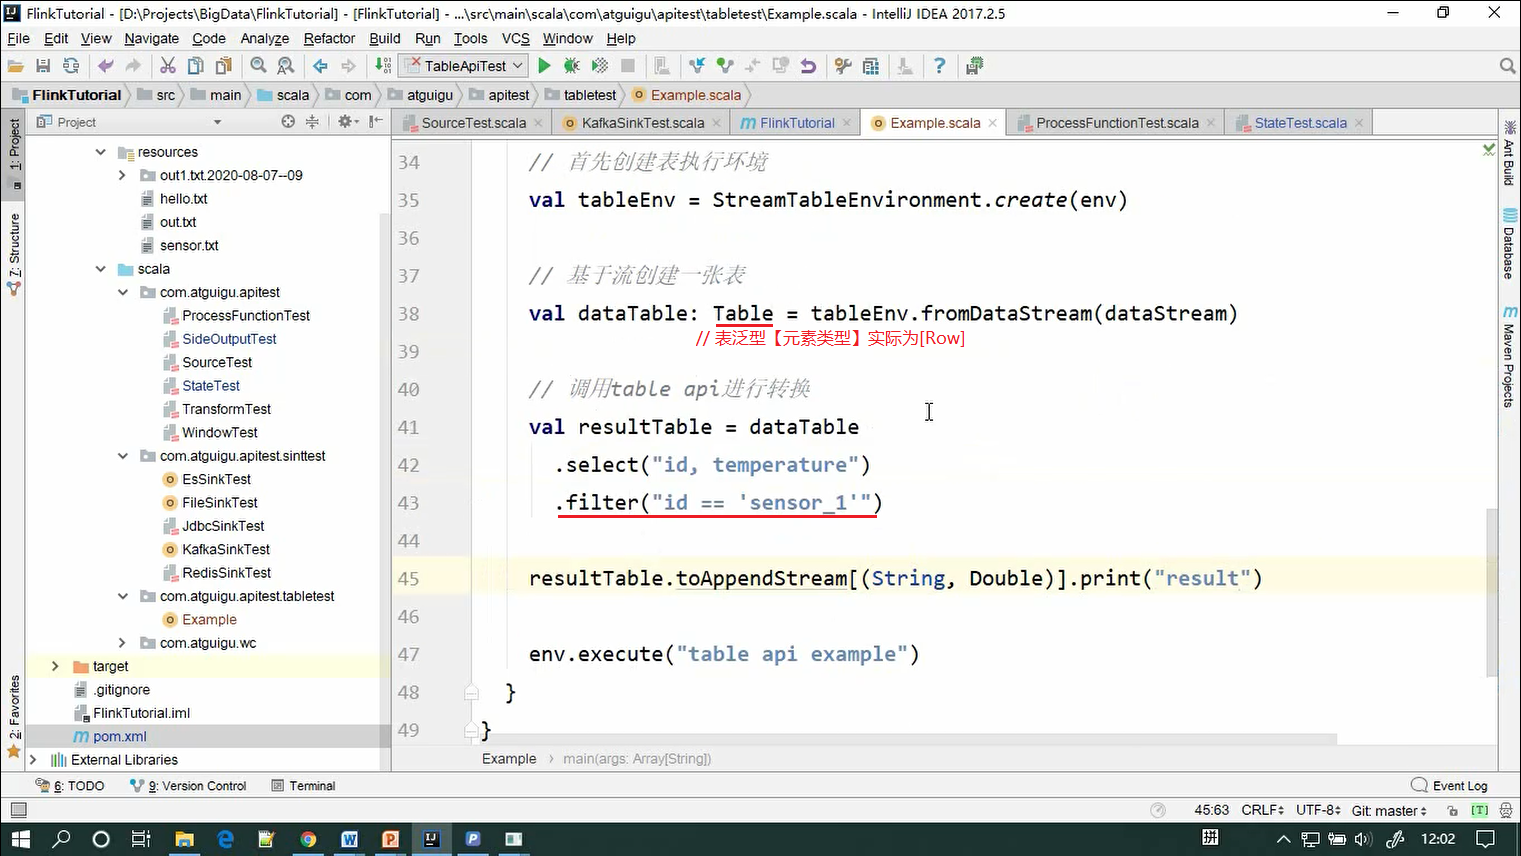 FlinkTutorial - [D:\Projects\BigData\FlinkTutorial] - [FlinkTutorial] - ...\src\main\scala\com\atguigu\apitest\tabletest\Example.scala - IntelliJ IDEA 2017.2.5
File Edit View Navigate Code Analyze Refactor Build Run Tools VCS Window Help
TableApiTest
FlinkTutorial src main scala com atguigu apitest tabletest Example.scala
Project
SourceTest.scala KafkaSinkTest.scala FlinkTutorial Example.scala ProcessFunctionTest.scala StateTest.scala
1: Project
7: Structure
2: Favorites
resources
out1.txt.2020-08-07--09
hello.txt
out.txt
sensor.txt
scala
com.atguigu.apitest
ProcessFunctionTest
SideOutputTest
SourceTest
StateTest
TransformTest
WindowTest
com.atguigu.apitest.sinttest
EsSinkTest
FileSinkTest
JdbcSinkTest
KafkaSinkTest
RedisSinkTest
com.atguigu.apitest.tabletest
Example
com.atguigu.wc
target
.gitignore
FlinkTutorial.iml
pom.xml
External Libraries
34 // 首先创建表执行环境
35 val tableEnv = StreamTableEnvironment.create(env)
36
37 // 基于流创建一张表
38 val dataTable: Table = tableEnv.fromDataStream(dataStream)
// 表泛型【元素类型】实际为[Row]
39
40 // 调用table api进行转换
41 val resultTable = dataTable
42 .select("id, temperature")
43 .filter("id == 'sensor_1'")
44
45 resultTable.toAppendStream[(String, Double)].print("result")
46
47 env.execute("table api example")
48 }
49 }
Example main(args: Array[String])
Ant Build
Database
Maven Projects
6: TODO 9: Version Control Terminal Event Log
45:63 CRLF UTF-8 Git: master [T]
拼 12:02